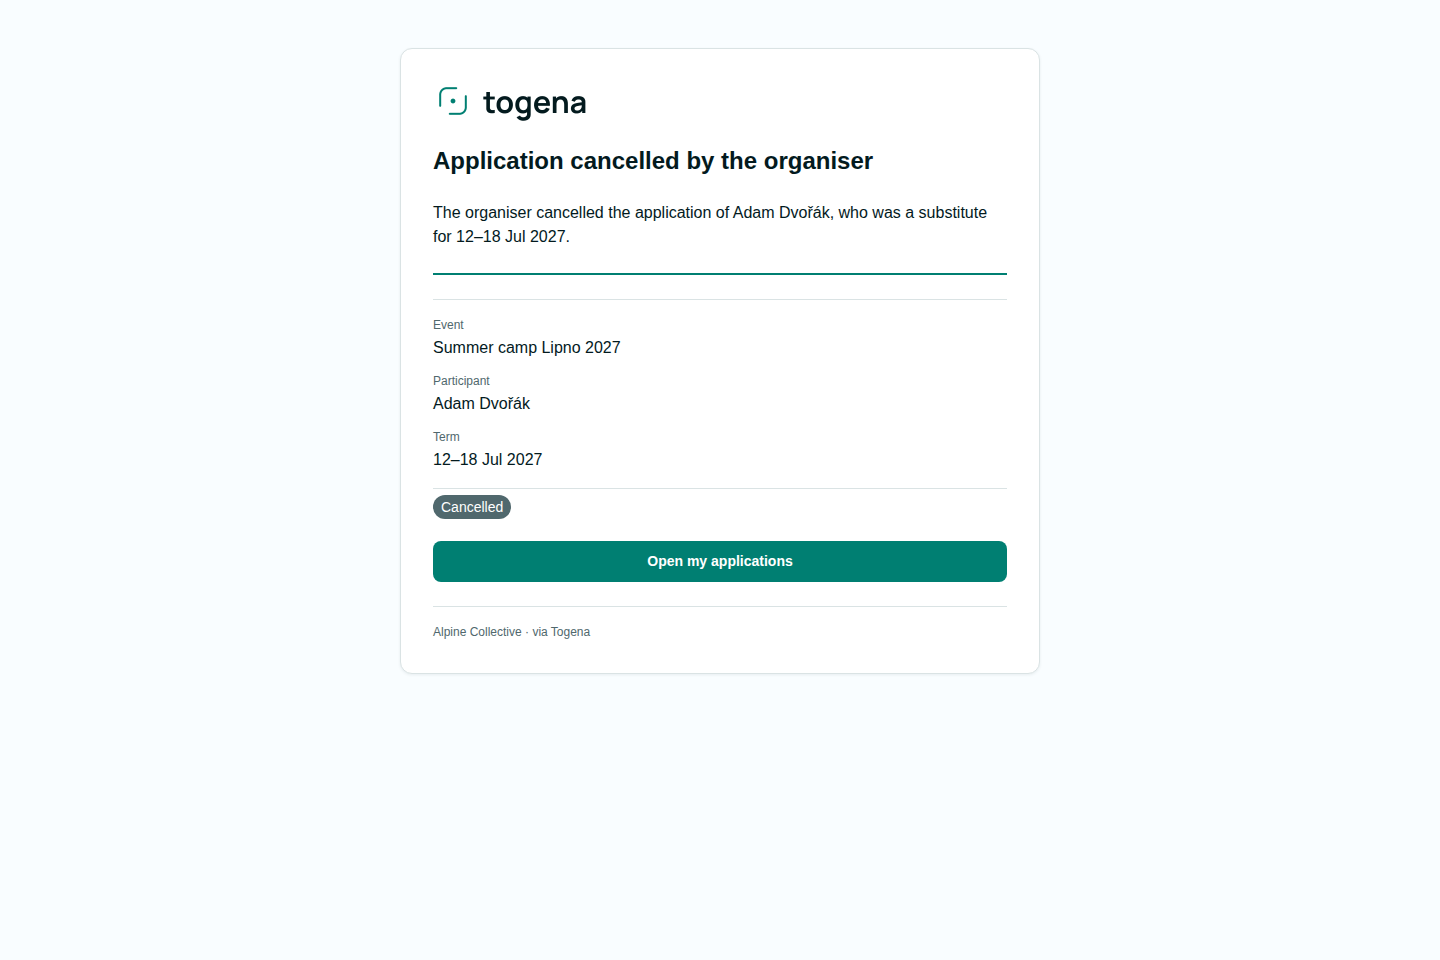 togena
Application cancelled by the organiser
The organiser cancelled the application of Adam Dvořák, who was a substitute
for 12–18 Jul 2027.
Event
Summer camp Lipno 2027
Participant
Adam Dvořák
Term
12–18 Jul 2027
Cancelled
Open my applications
Alpine Collective · via Togena